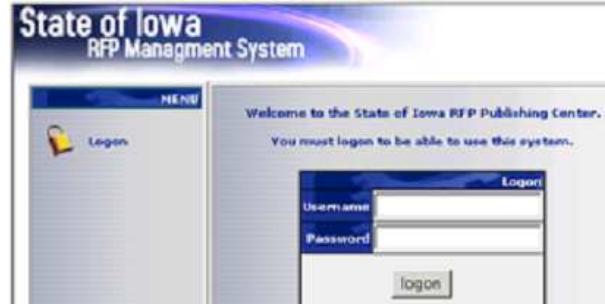 State of Iowa
RFP Managment System
MENU
Logon
Welcome to the State of Iowa RFP Publishing Center.
You must logon to be able to use this system.
Logon
Username
Password
logon